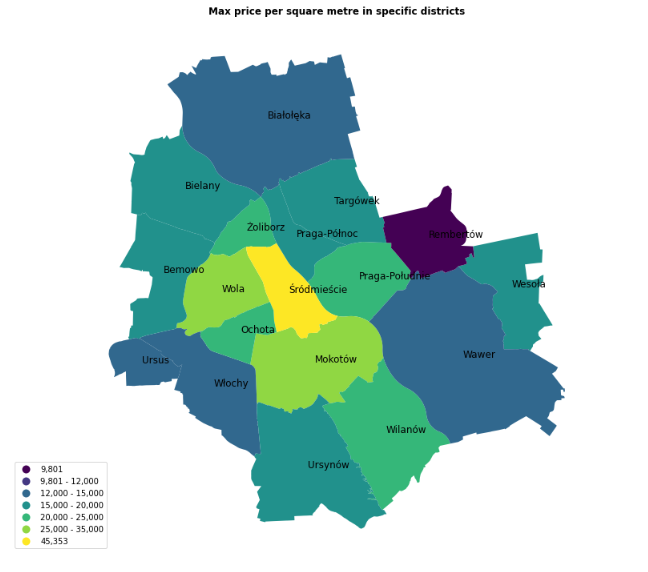 Max price per square metre in specific districts
Białołęka
Bielany
Targówek
Żoliborz
Praga-Północ
Rembertów
Bemowo
Praga-Południe
Wesoła
Wola
Śródmieście
Ochota
Ursus
Mokotów
Wawer
Włochy
Wilanów
Ursynów
9,801
9,801 - 12,000
12,000 - 15,000
15,000 - 20,000
20,000 - 25,000
25,000 - 35,000
45,353